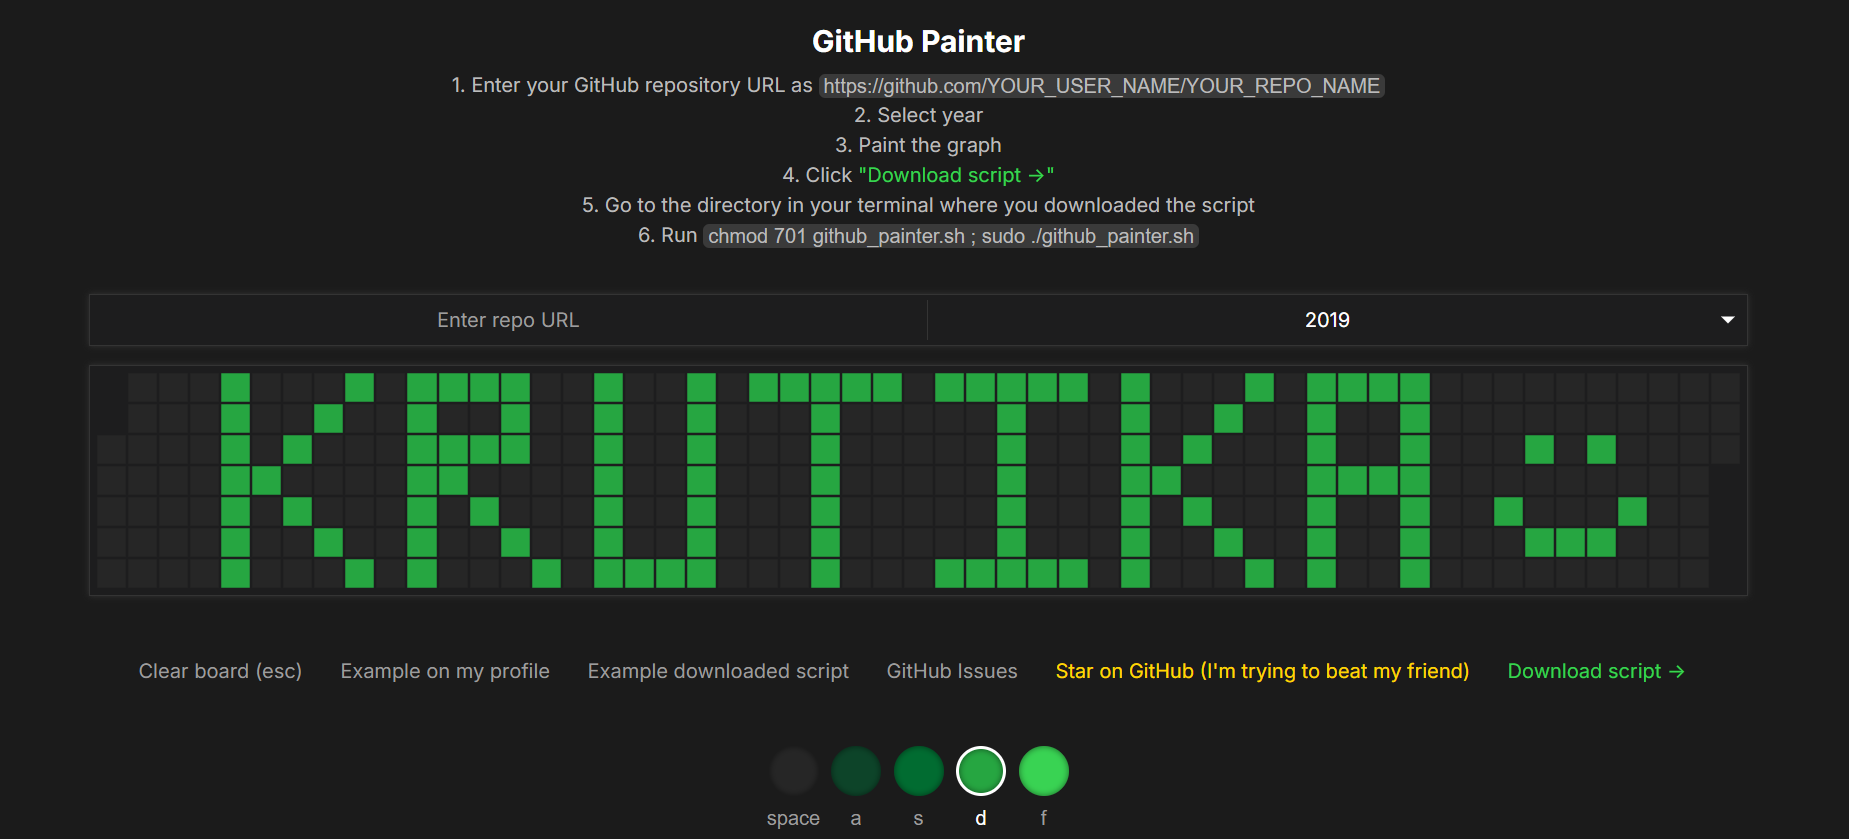 GitHub Painter
1. Enter your GitHub repository URL as https://github.com/YOUR_USER_NAME/YOUR_REPO_NAME
2. Select year
3. Paint the graph
4. Click "Download script →"
5. Go to the directory in your terminal where you downloaded the script
6. Run chmod 701 github_painter.sh ; sudo ./github_painter.sh
Enter repo URL 2019
KRUTIKA
Clear board (esc) Example on my profile Example downloaded script GitHub Issues Star on GitHub (I'm trying to beat my friend) Download script →
space a s d f